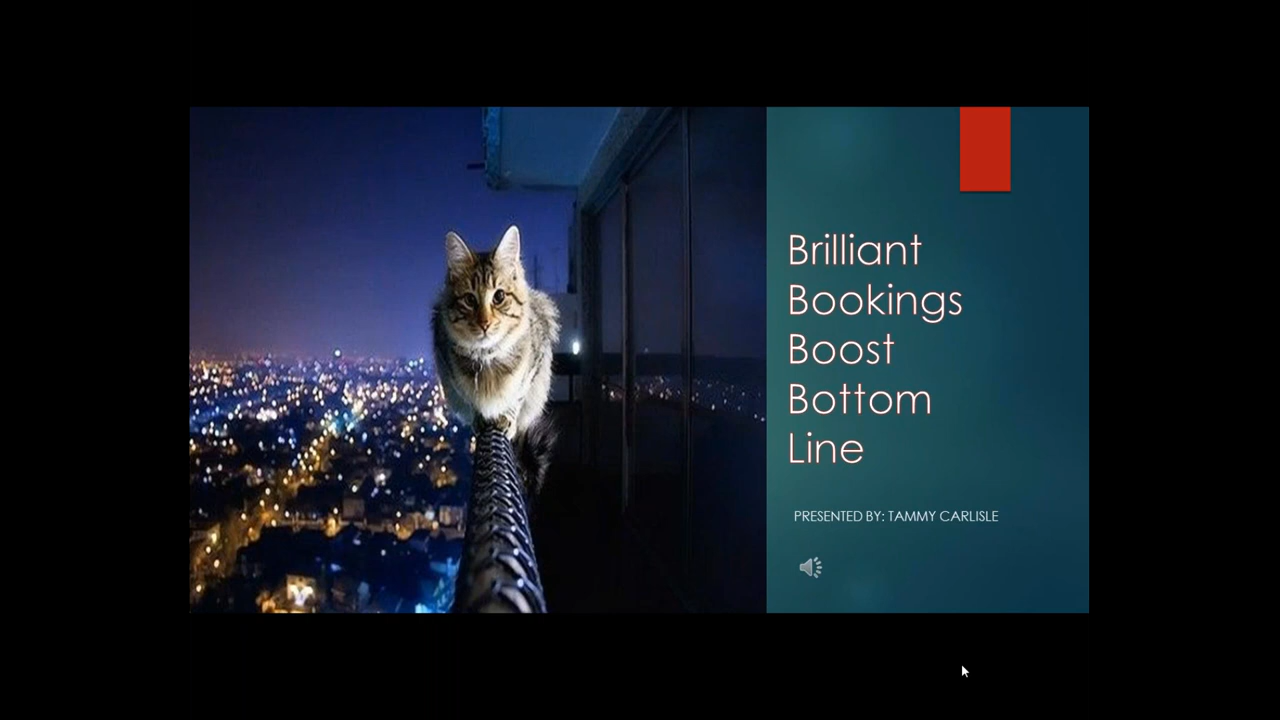 Brilliant
Bookings
Boost
Bottom
Line
PRESENTED BY: TAMMY CARLISLE